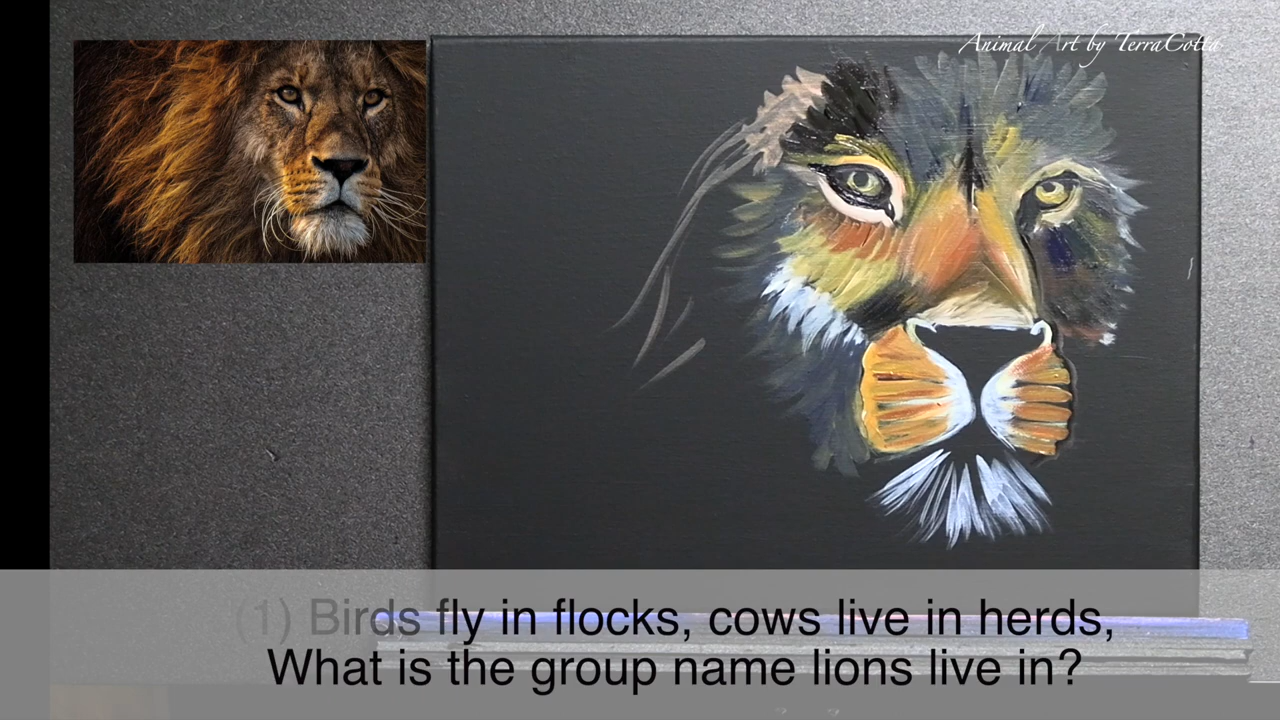 Animal Art by TerraCotta
(1) Birds fly in flocks, cows live in herds,
What is the group name lions live in?